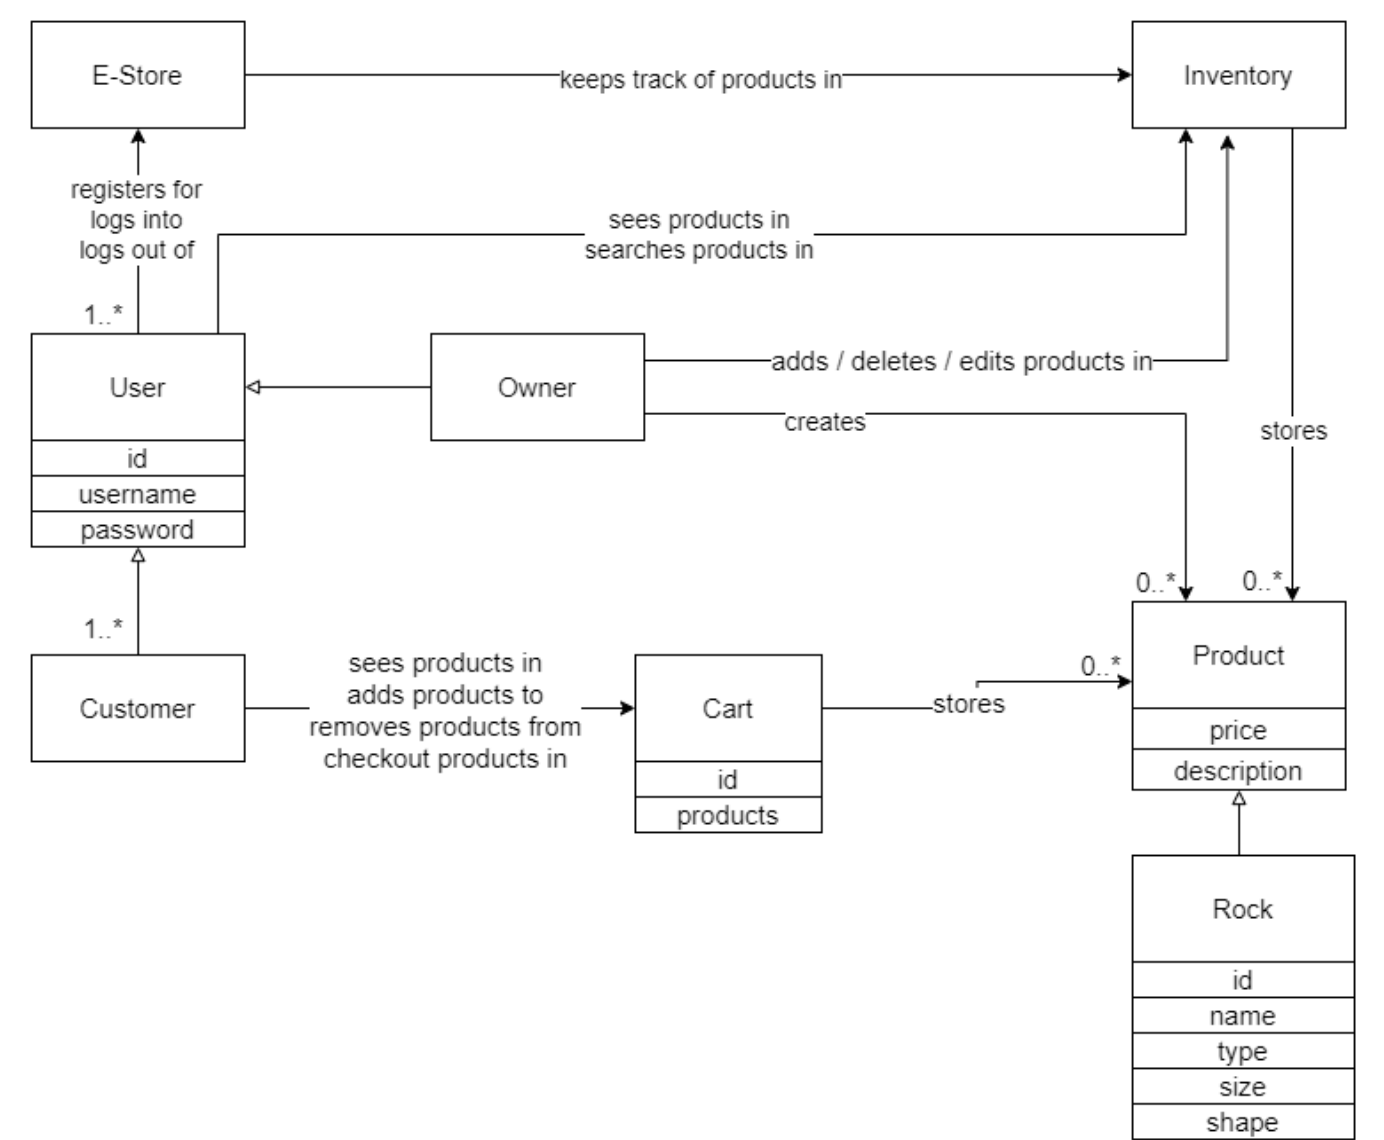 E-Store
keeps track of products in
Inventory
registers for
logs into
logs out of
sees products in
searches products in
1..*
User
id
username
password
Owner
adds / deletes / edits products in
creates
stores
0..*
0..*
1..*
Customer
sees products in
adds products to
removes products from
checkout products in
Cart
id
products
stores
0..*
Product
price
description
Rock
id
name
type
size
shape